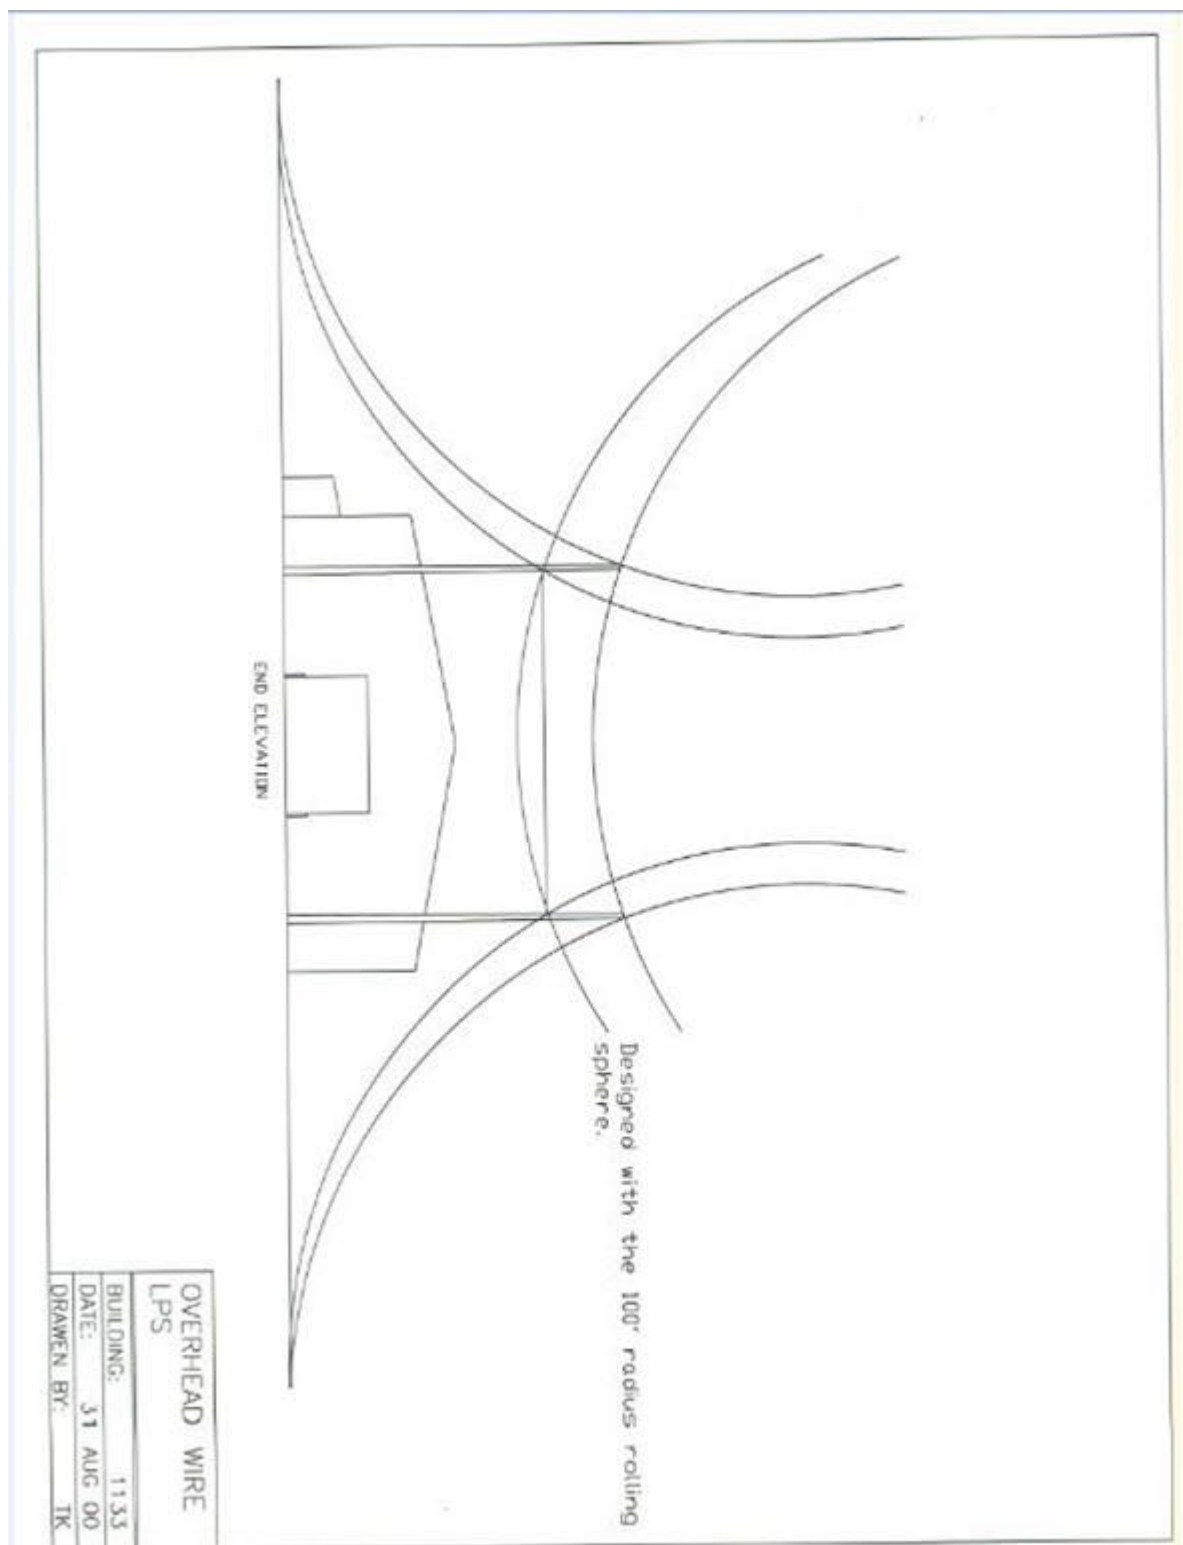 END ELEVATION
Designed with the 100' radius rolling
sphere.
OVERHEAD WIRE
LPS
BUILDING: 1133
DATE: 31 AUG 00
DRAWEN BY: TK